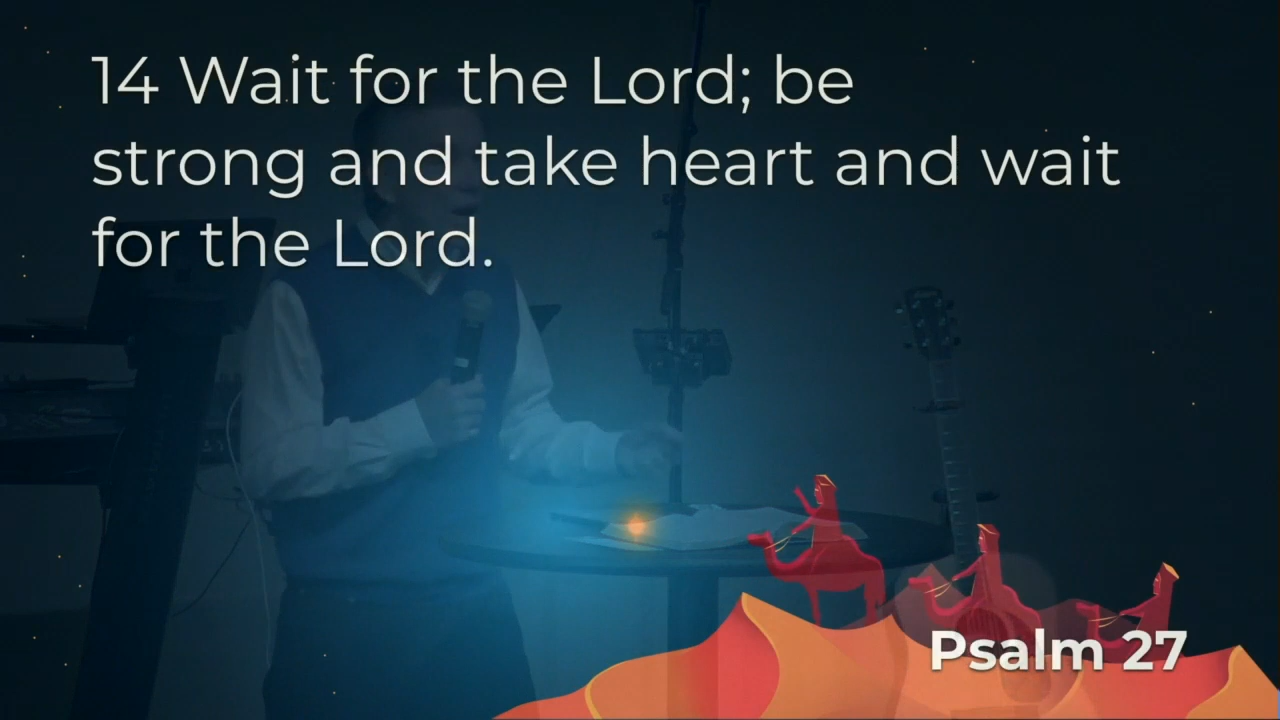 14 Wait for the Lord; be
strong and take heart and wait
for the Lord.
Psalm 27